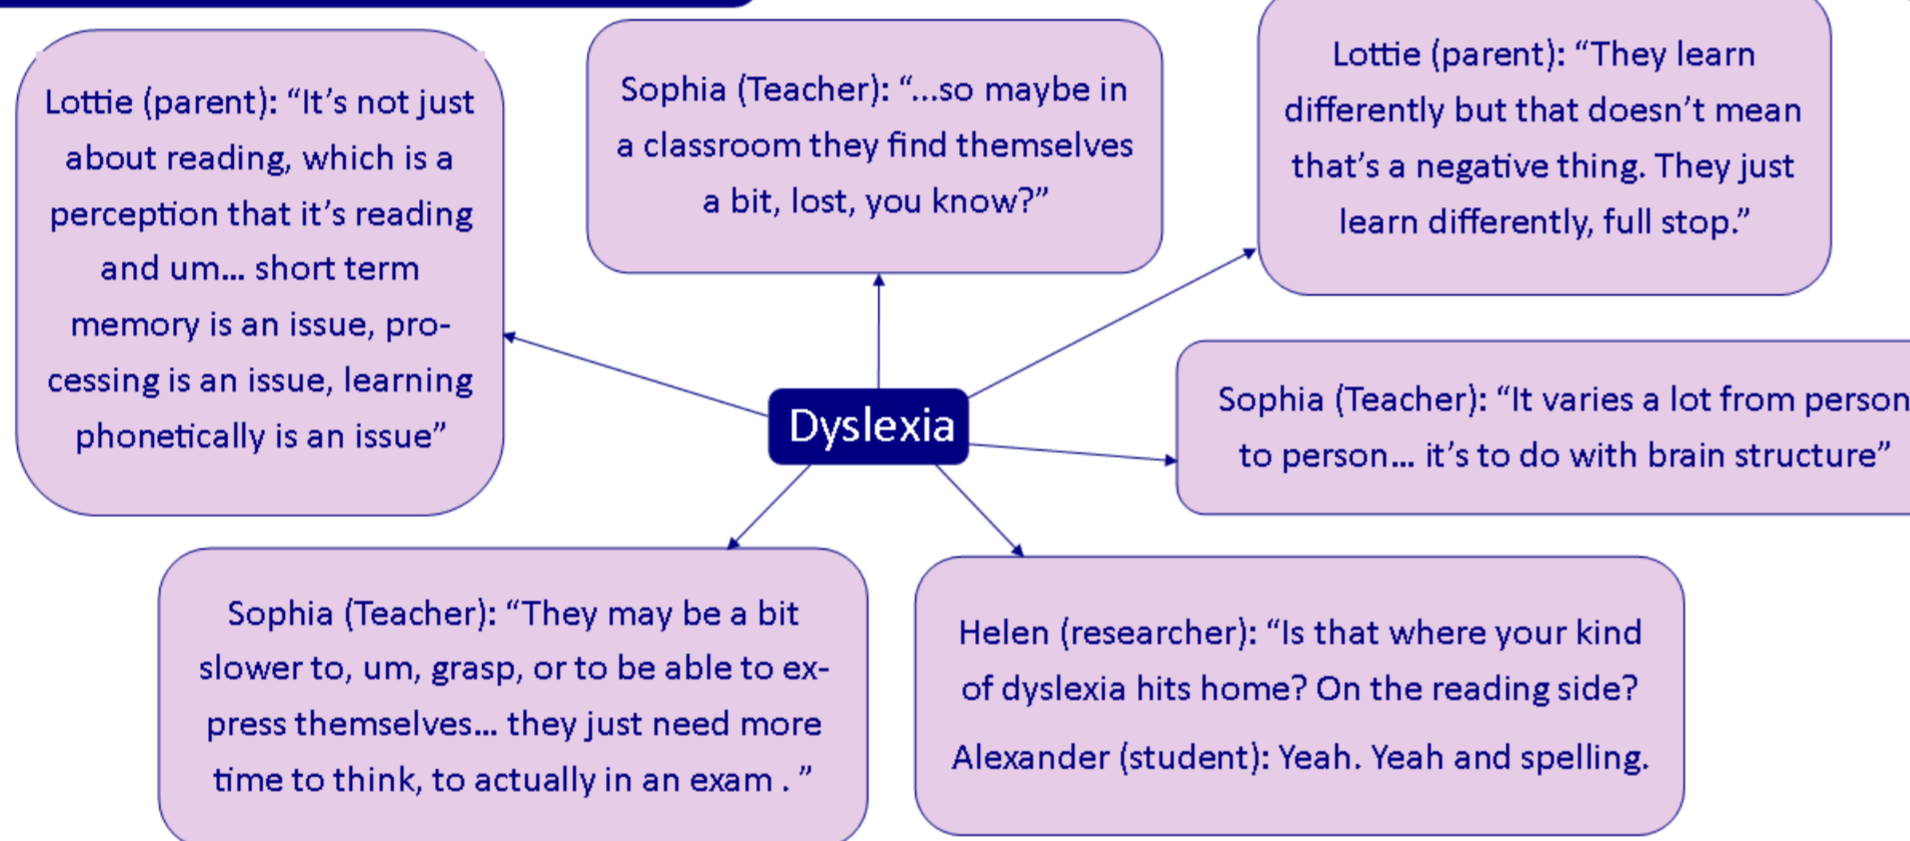 Lottie (parent): “It’s not just
about reading, which is a
perception that it’s reading
and um... short term
memory is an issue, pro-
cessing is an issue, learning
phonetically is an issue”
Sophia (Teacher): “...so maybe in
a classroom they find themselves
a bit, lost, you know?”
Lottie (parent): “They learn
differently but that doesn’t mean
that’s a negative thing. They just
learn differently, full stop.”
Dyslexia
Sophia (Teacher): “It varies a lot from person
to person... it’s to do with brain structure”
Sophia (Teacher): “They may be a bit
slower to, um, grasp, or to be able to ex-
press themselves... they just need more
time to think, to actually in an exam . ”
Helen (researcher): “Is that where your kind
of dyslexia hits home? On the reading side?
Alexander (student): Yeah. Yeah and spelling.